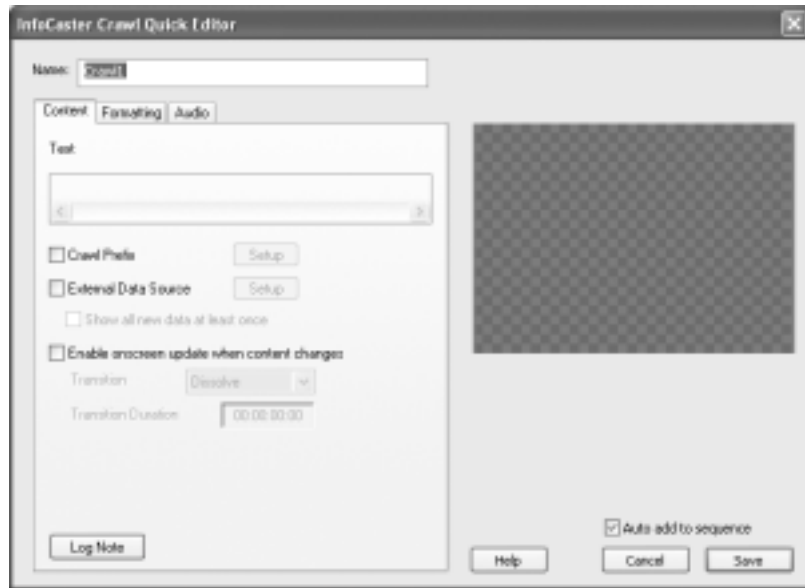 InfoCaster Crawl Quick Editor
Name: Crawl1
Content Formatting Audio
Text
Crawl Prefix Setup
External Data Source Setup
Show all new data at least once
Enable onscreen update when content changes
Transition Dissolve
Transition Duration 00:00:00:00
Log Note
Auto add to sequence
Help Cancel Save